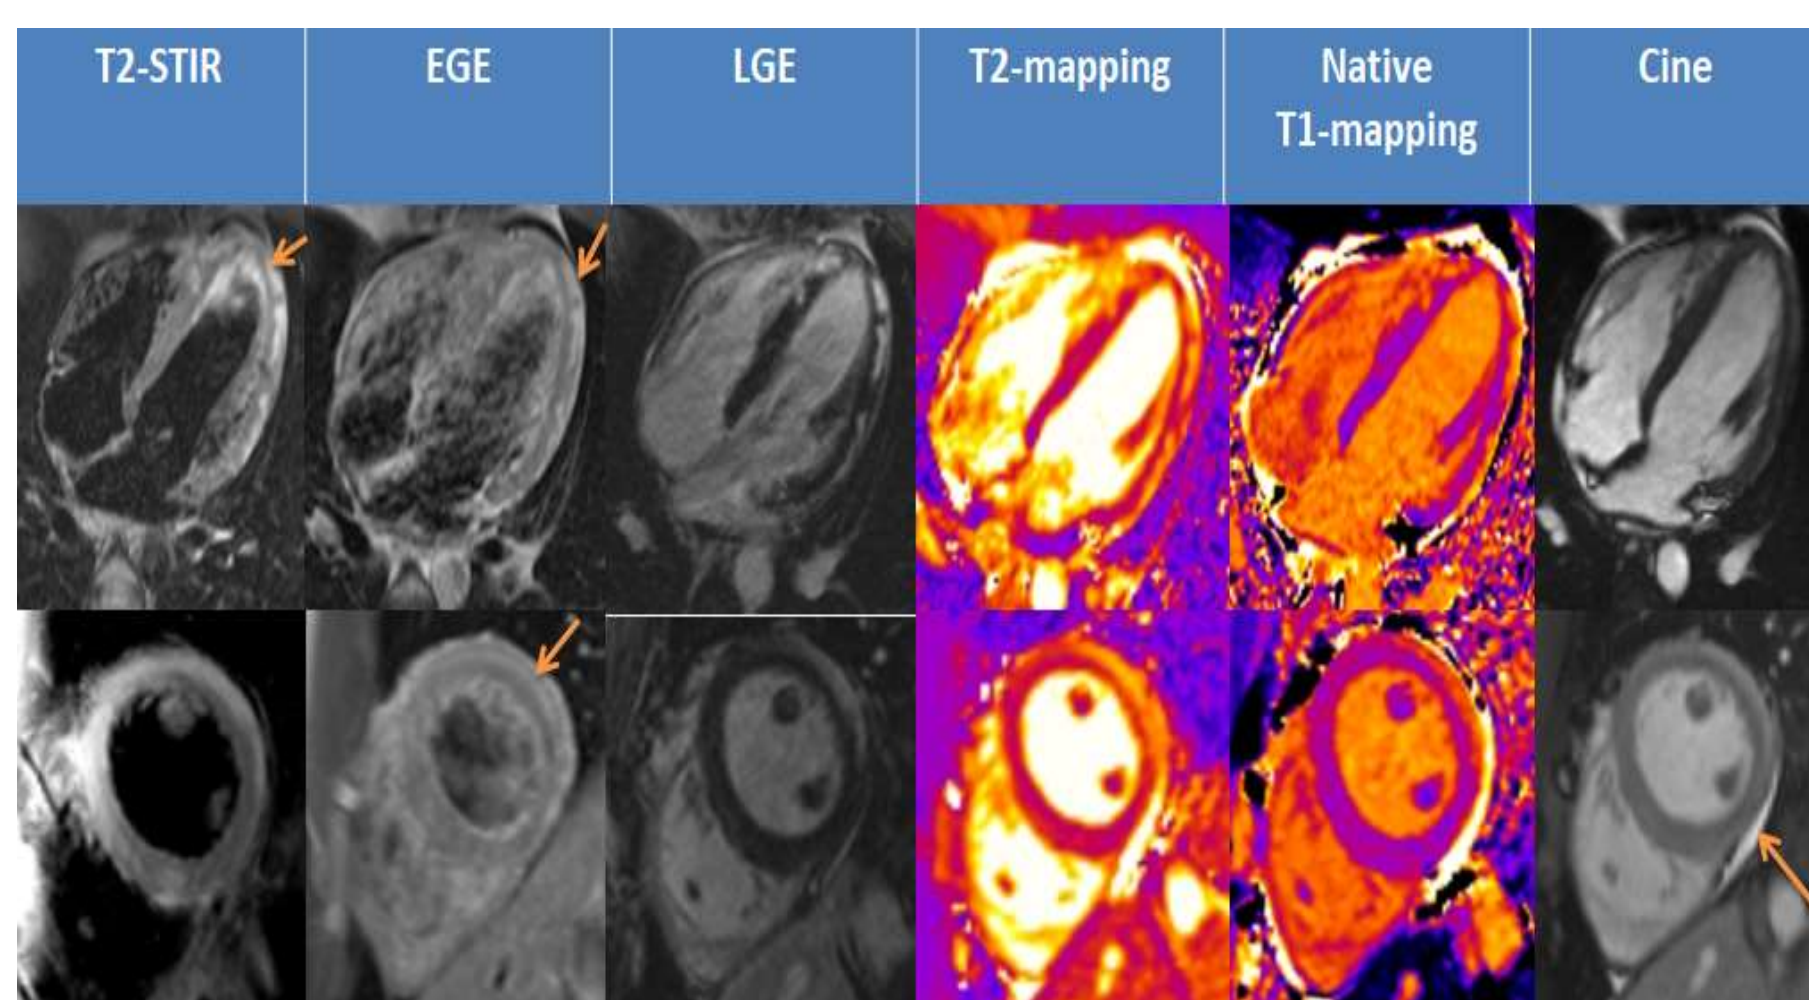 T2-STIR
EGE
LGE
T2-mapping
Native
T1-mapping
Cine